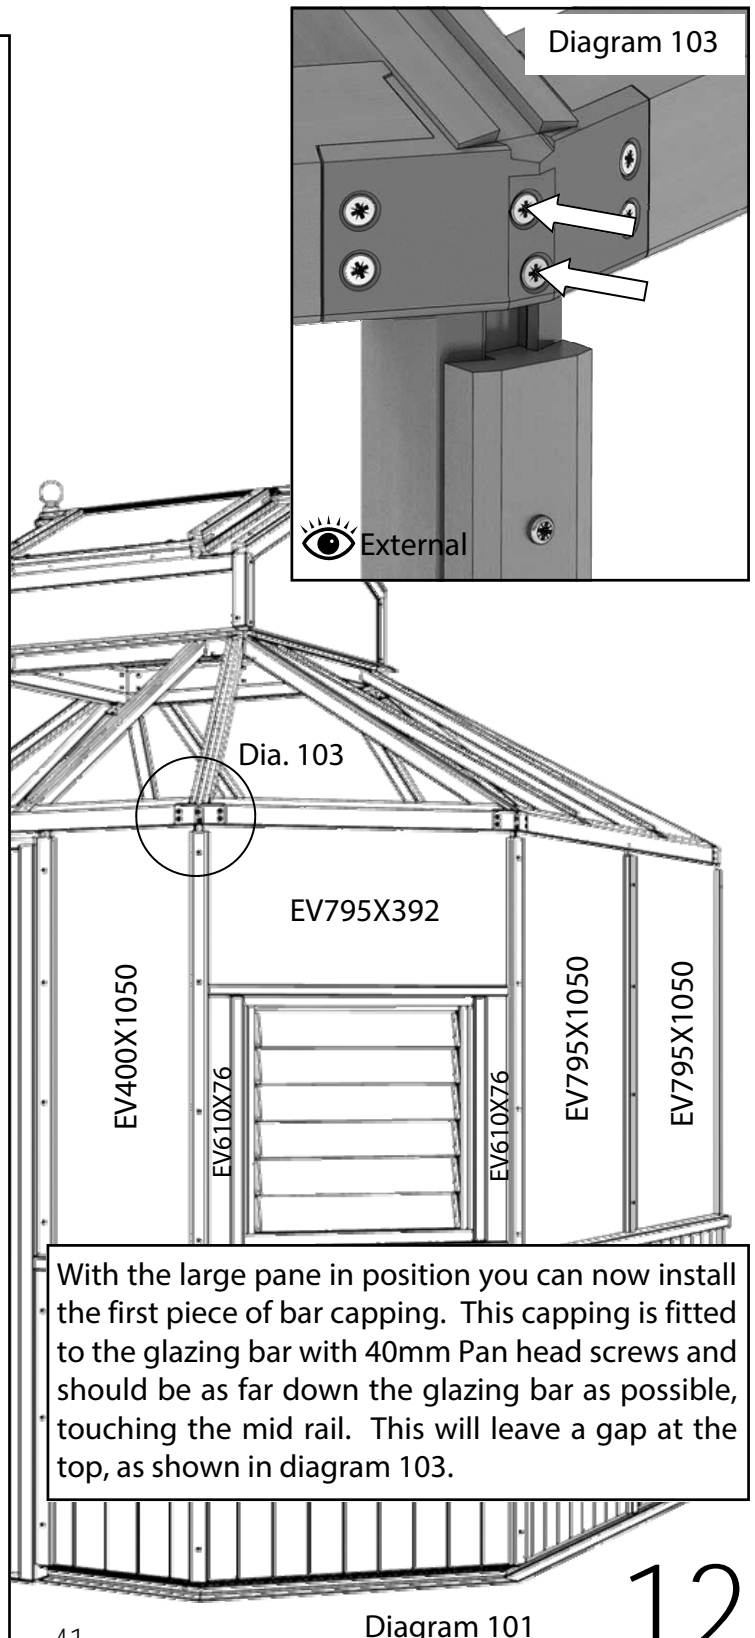 Diagram 103
External
Dia. 103
EV795X392
EV400X1050
EV610X76
EV610X76
EV795X1050
EV795X1050
With the large pane in position you can now install
the first piece of bar capping. This capping is fitted
to the glazing bar with 40mm Pan head screws and
should be as far down the glazing bar as possible,
touching the mid rail. This will leave a gap at the
top, as shown in diagram 103.
41
Diagram 101
12